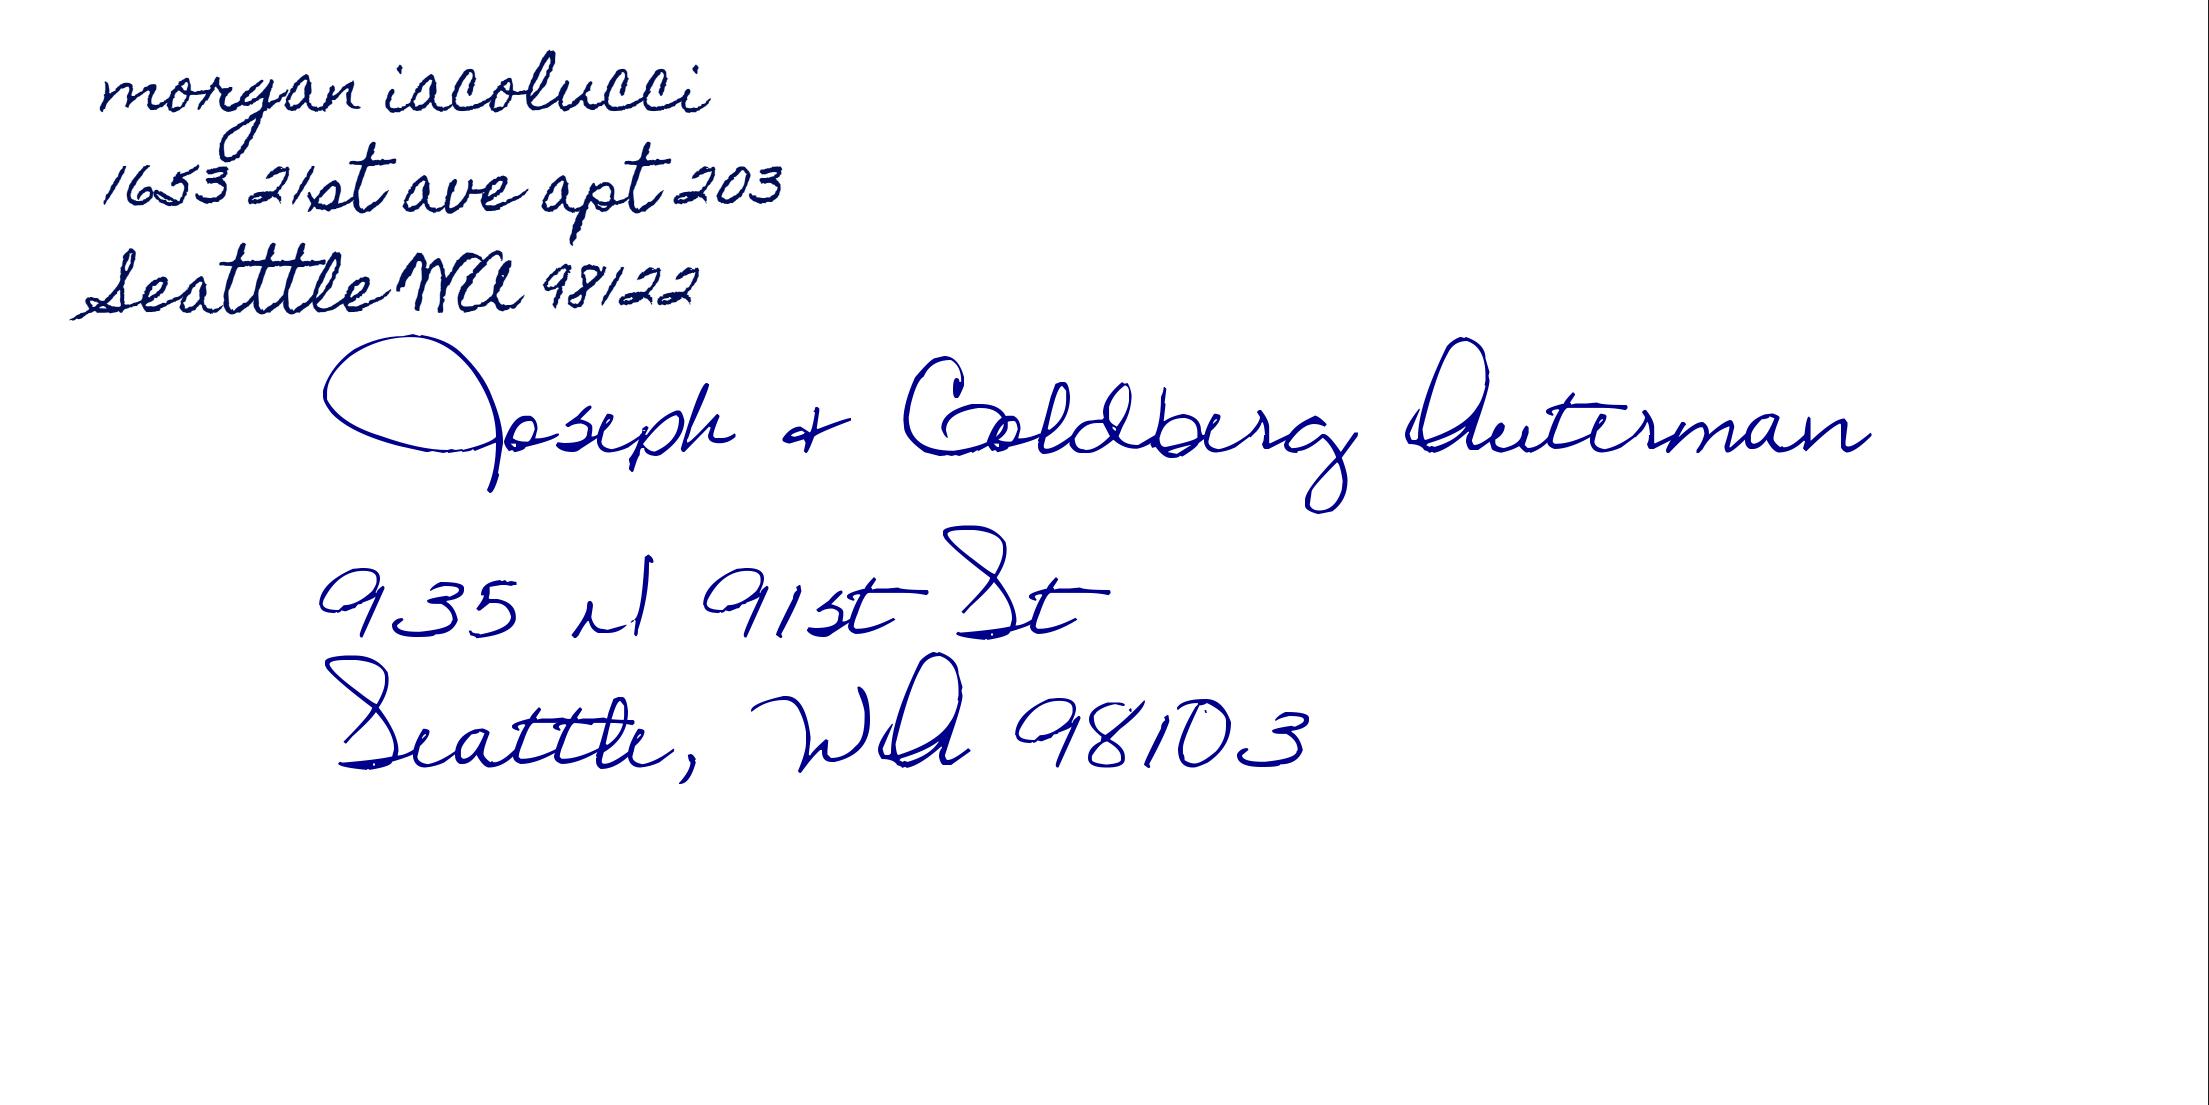 morgan iacolucci
1653 21st ave apt 203
Seatttle WA 98122
Joseph & Goldberg Auterman
935 N 91st St
Seattle, WA 98103